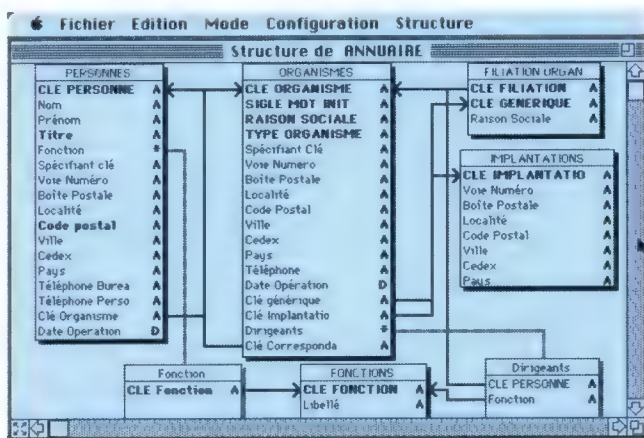 Fichier Edition Mode Configuration Structure
Structure de ANNUAIRE
PERSONNES
CLE PERSONNE A
Nom A
Prénom A
Titre A
Fonction *
Spécifiant clé A
Voie Numéro A
Boîte Postale A
Localité A
Code postal A
Ville A
Cedex A
Pays A
Téléphone Burea A
Téléphone Perso A
Clé Organisme A
Date Operation D
ORGANISMES
CLE ORGANISME A
SIGLE MOT INIT A
RAISON SOCIALE A
TYPE ORGANISME A
Spécifiant Clé A
Voie Numero A
Boite Postale A
Localité A
Code Postal A
Ville A
Cedex A
Pays A
Téléphone A
Date Opération D
Clé générique A
Clé Implantatio A
Dirigeants *
Clé Corresponda A
FILIATION ORGAN
CLE FILIATION A
CLE GENERIQUE A
Raison Sociale A
IMPLANTATIONS
CLE IMPLANTATIO A
Voie Numéro A
Boite Postale A
Localité A
Code Postal A
Ville A
Cedex A
Pays A
Fonction
CLE Fonction A
FONCTIONS
CLE FONCTION A
Libellé A
Dirigeants
CLE PERSONNE A
Fonction A